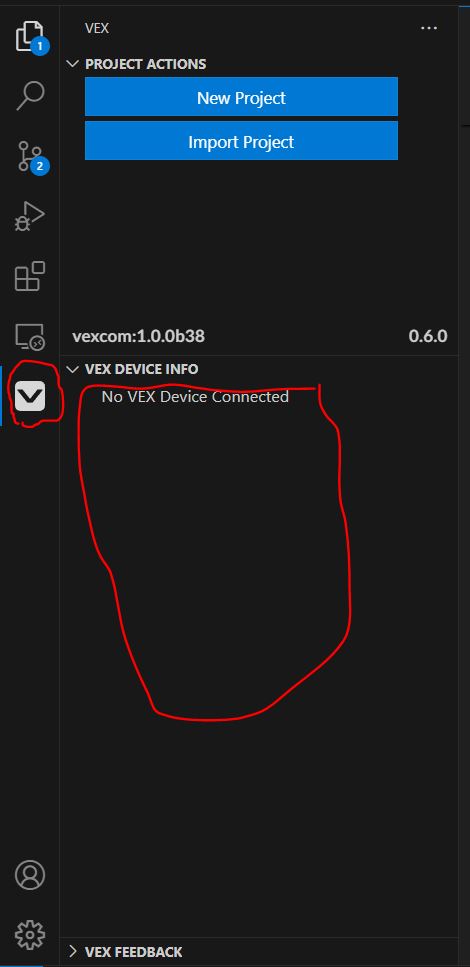 VEX
1
PROJECT ACTIONS
New Project
Import Project
2
vexcom:1.0.0b38 0.6.0
VEX DEVICE INFO
No VEX Device Connected
VEX FEEDBACK